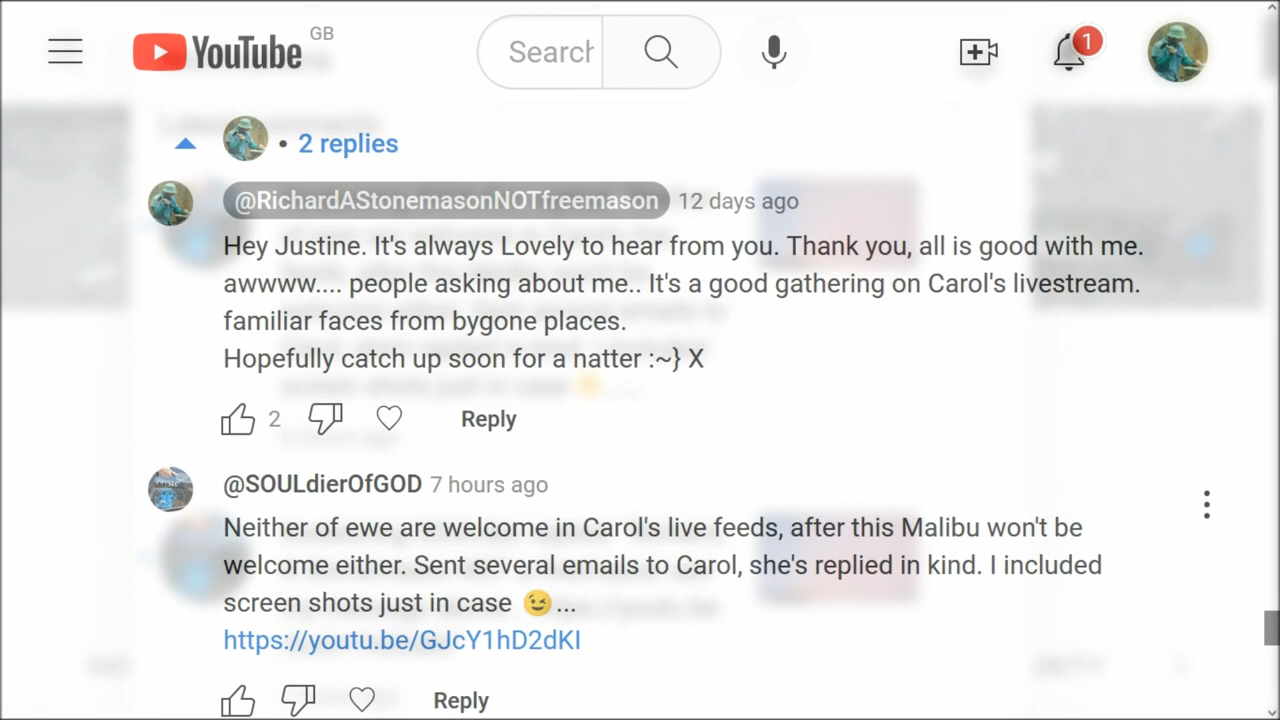 YouTube GB
Search
1
• 2 replies
@RichardAStonemasonNOTfreemason 12 days ago
Hey Justine. It's always Lovely to hear from you. Thank you, all is good with me.
awwww.... people asking about me.. It's a good gathering on Carol's livestream.
familiar faces from bygone places.
Hopefully catch up soon for a natter :~} X
2
Reply
@SOULdierOfGOD 7 hours ago
Neither of ewe are welcome in Carol's live feeds, after this Malibu won't be
welcome either. Sent several emails to Carol, she's replied in kind. I included
screen shots just in case 😉...
https://youtu.be/GJcY1hD2dKI
Reply